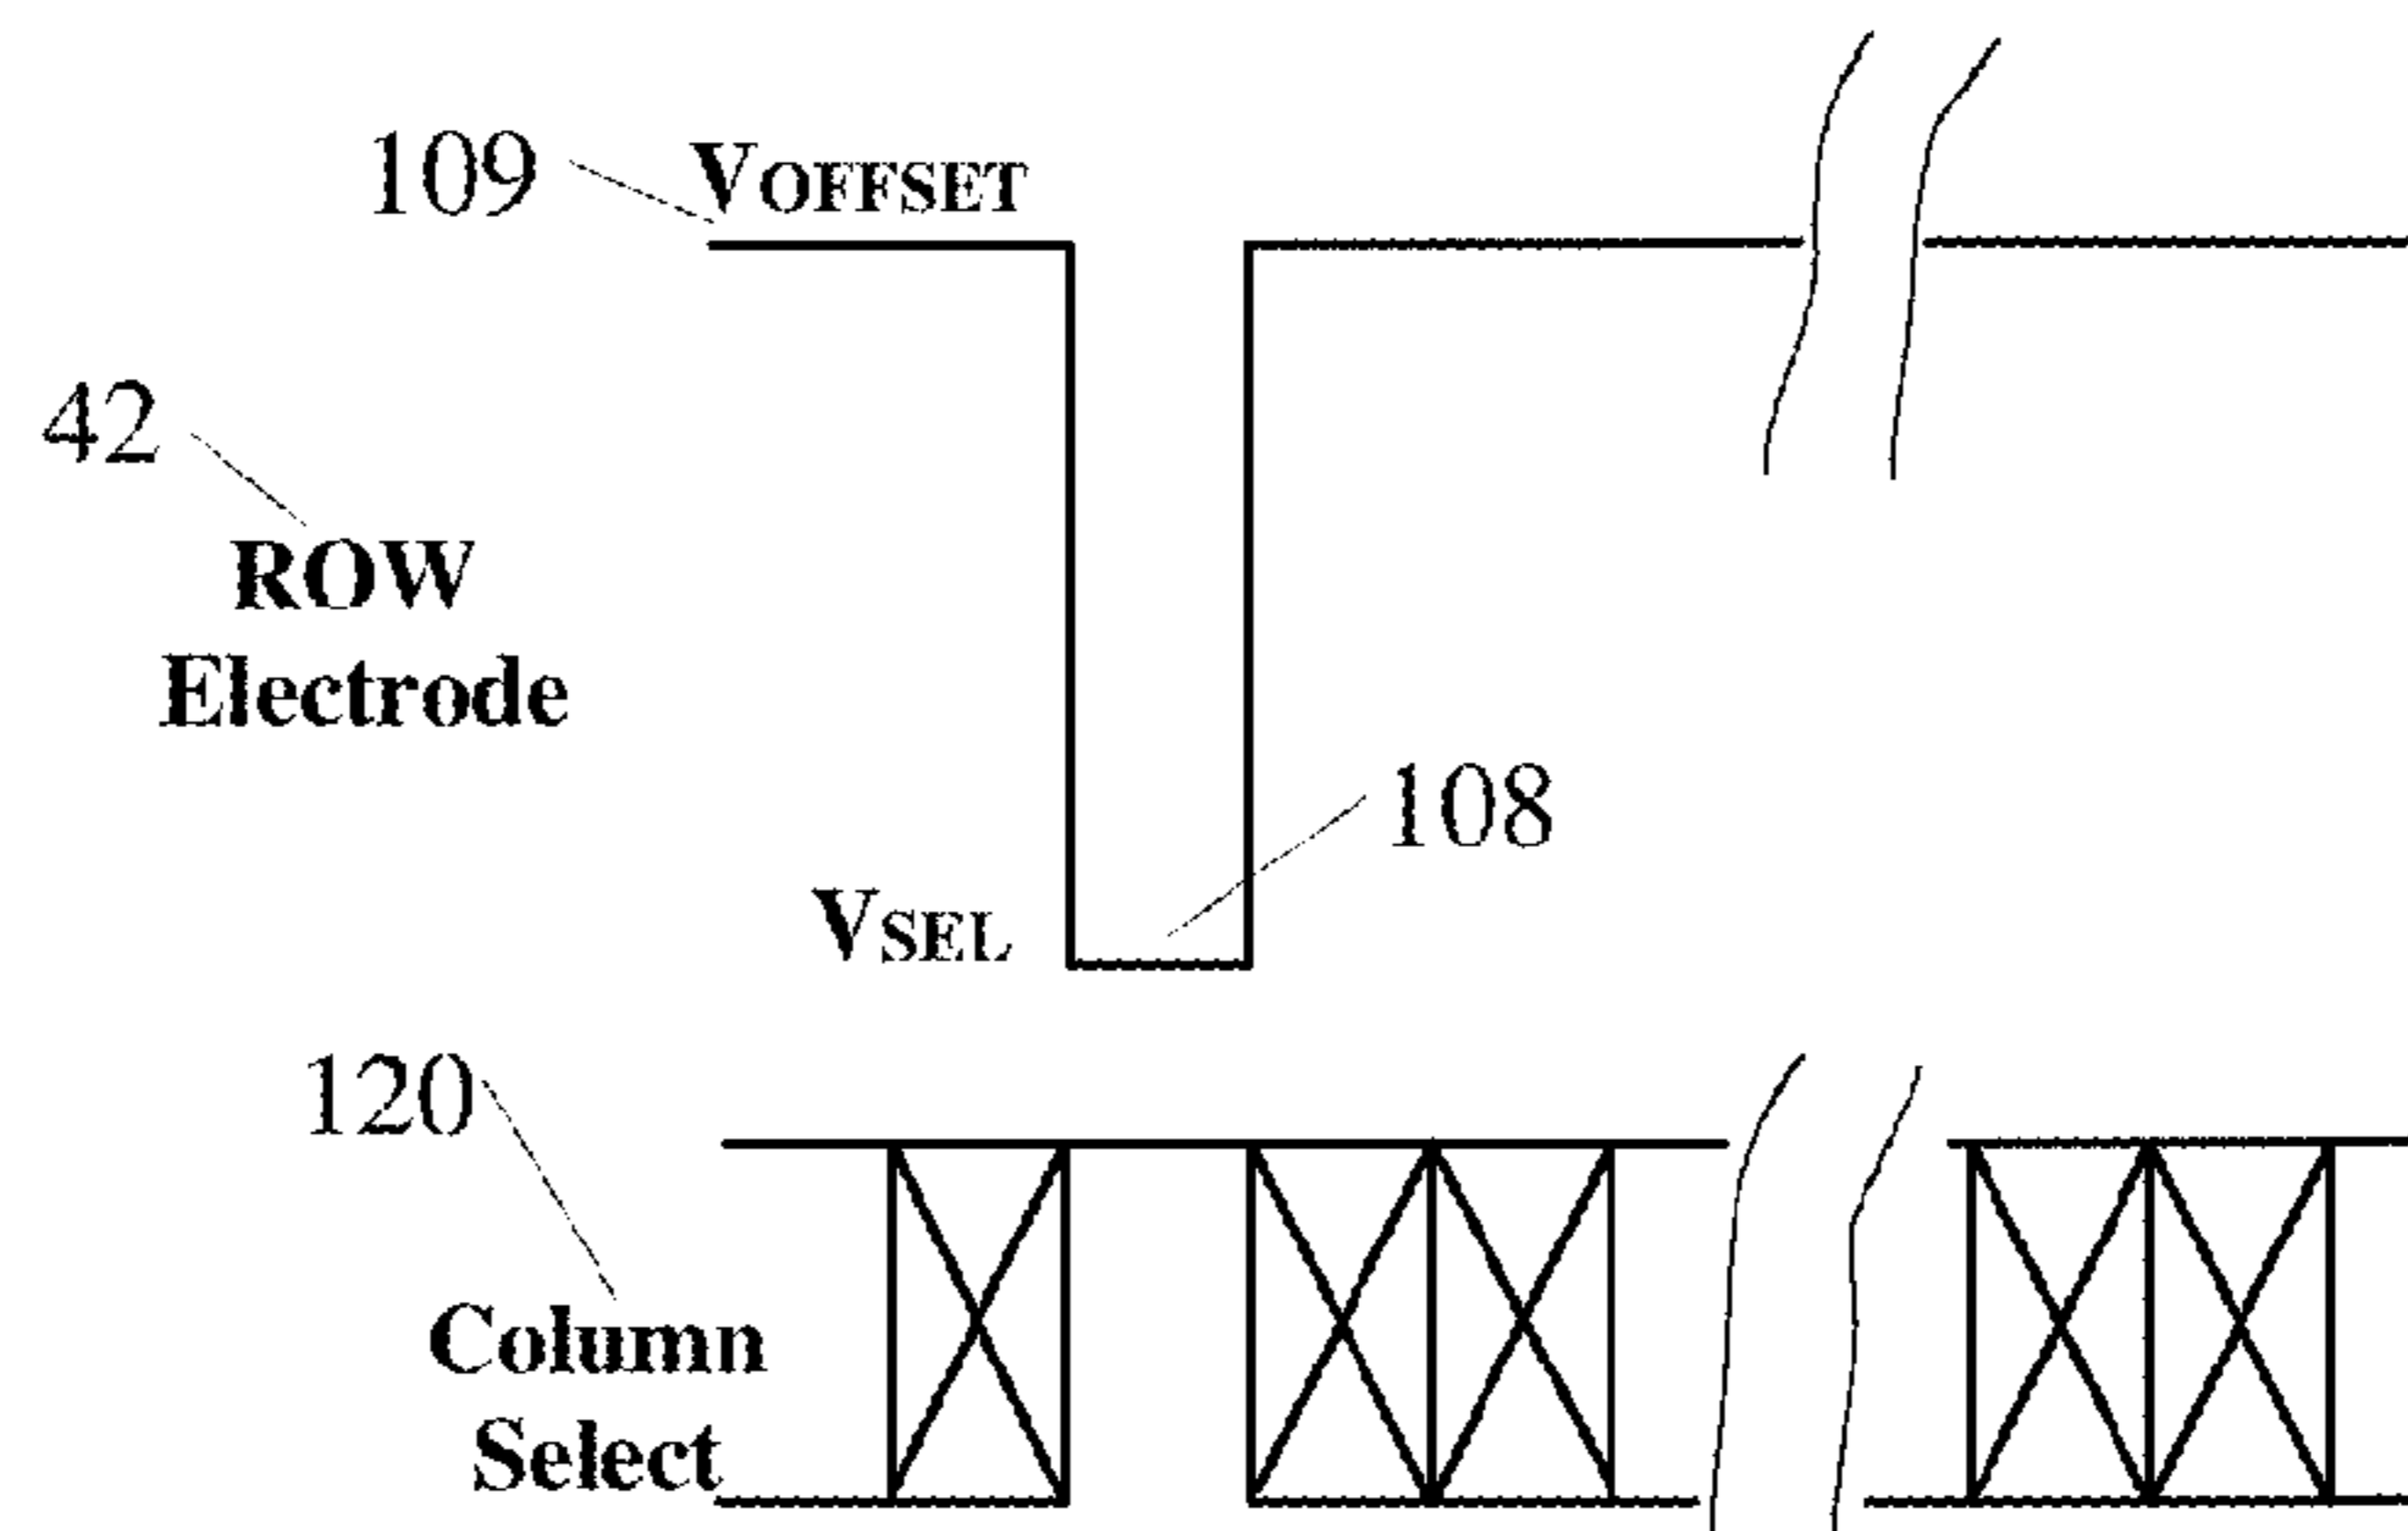 109
VOFFSET
42
ROW
Electrode
108
VSEL
120
Column
Select